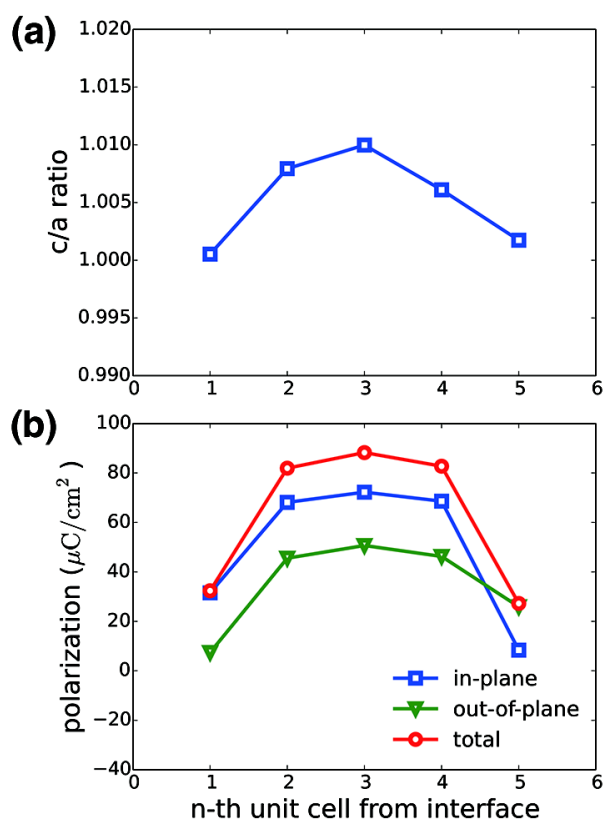 (a)
1.020
1.015
1.010
1.005
1.000
0.995
0.990
c/a ratio
0 1 2 3 4 5 6
(b)
100
80
60
40
20
0
−20
−40
polarization (μC/cm²)
in-plane
out-of-plane
total
0 1 2 3 4 5 6
n-th unit cell from interface